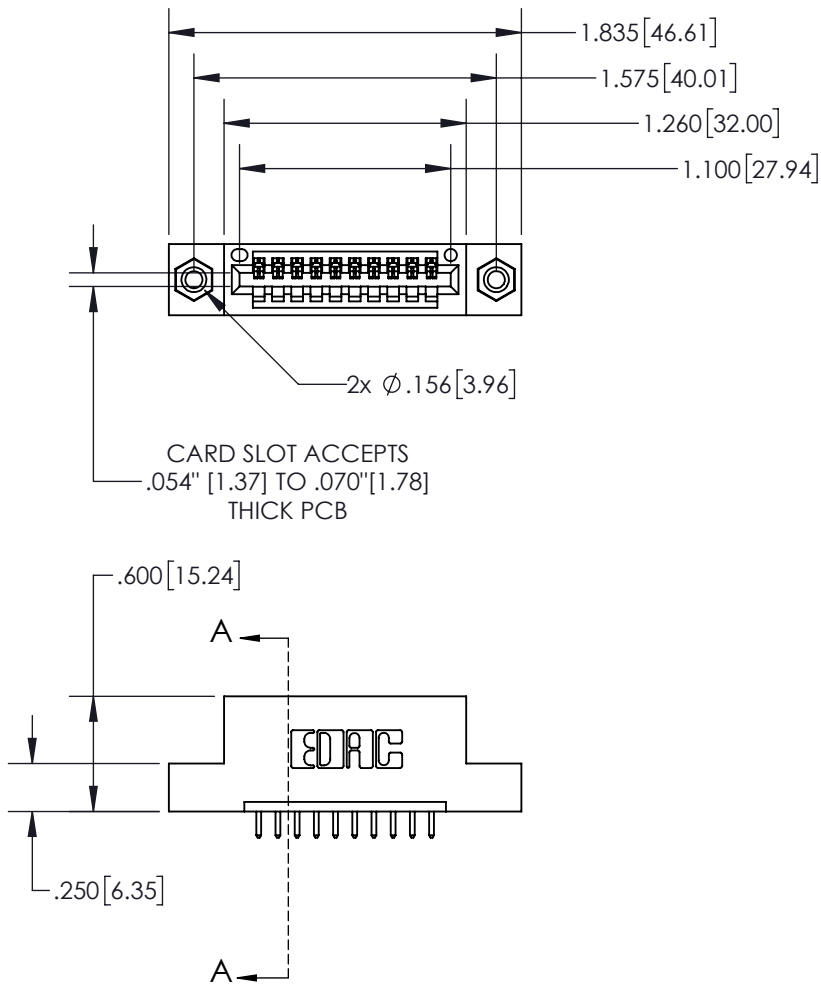 1.835[46.61]
1.575[40.01]
1.260[32.00]
1.100[27.94]
2x ∅.156[3.96]
CARD SLOT ACCEPTS
.054" [1.37] TO .070"[1.78]
THICK PCB
.600[15.24]
A
EDAC
.250[6.35]
A